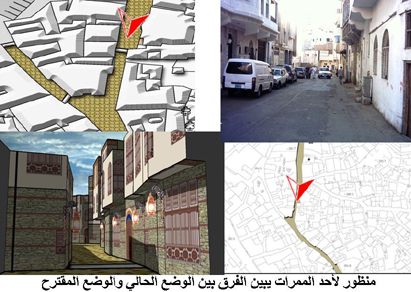 منظور لأحد الممرات يبين الفرق بين الوضع الحالي والوضع المقترح